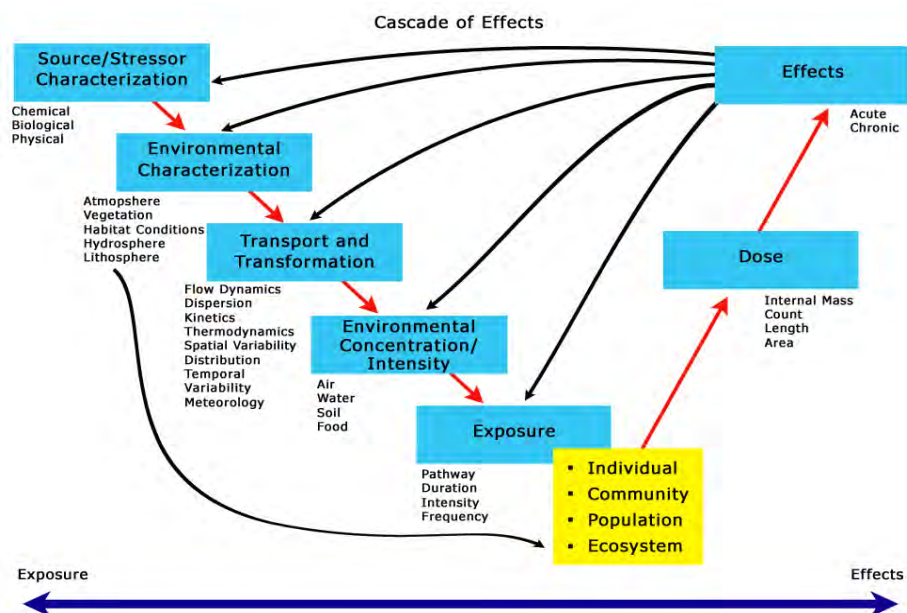 Cascade of Effects
Source/Stressor
Characterization
Chemical
Biological
Physical
Environmental
Characterization
Atmopshere
Vegetation
Habitat Conditions
Hydrosphere
Lithosphere
Transport and
Transformation
Flow Dynamics
Dispersion
Kinetics
Thermodynamics
Spatial Variability
Distribution
Temporal
Variability
Meteorology
Environmental
Concentration/
Intensity
Air
Water
Soil
Food
Exposure
Pathway
Duration
Intensity
Frequency
▪ Individual
▪ Community
▪ Population
▪ Ecosystem
Dose
Internal Mass
Count
Length
Area
Effects
Acute
Chronic
Exposure
Effects